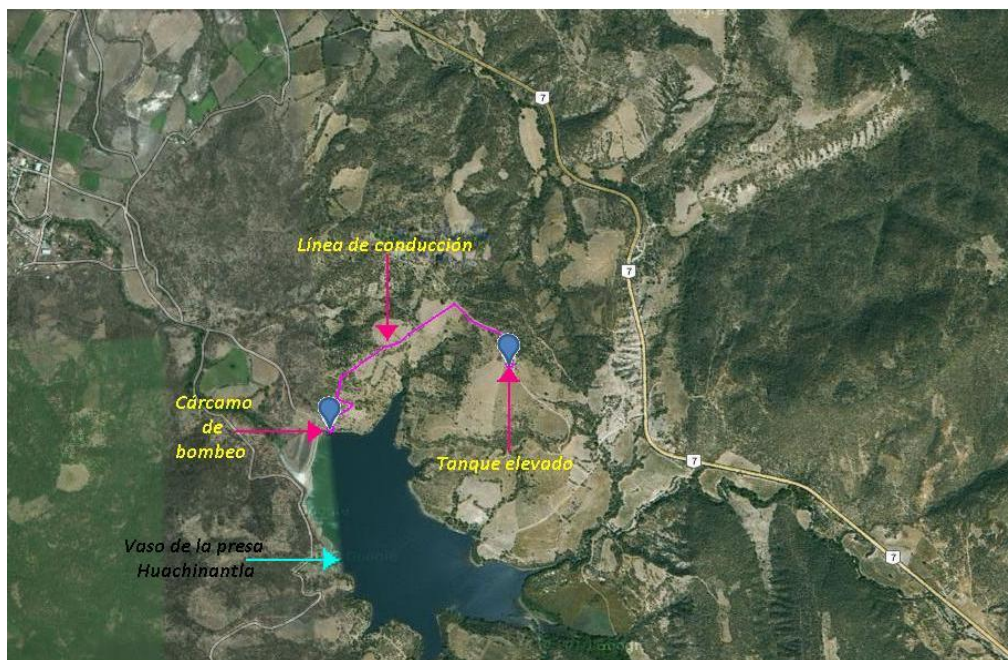 7
Línea de conducción
7
Cárcamo
de
bombeo
Tanque elevado
7
Vaso de la presa
Huachinantla
7